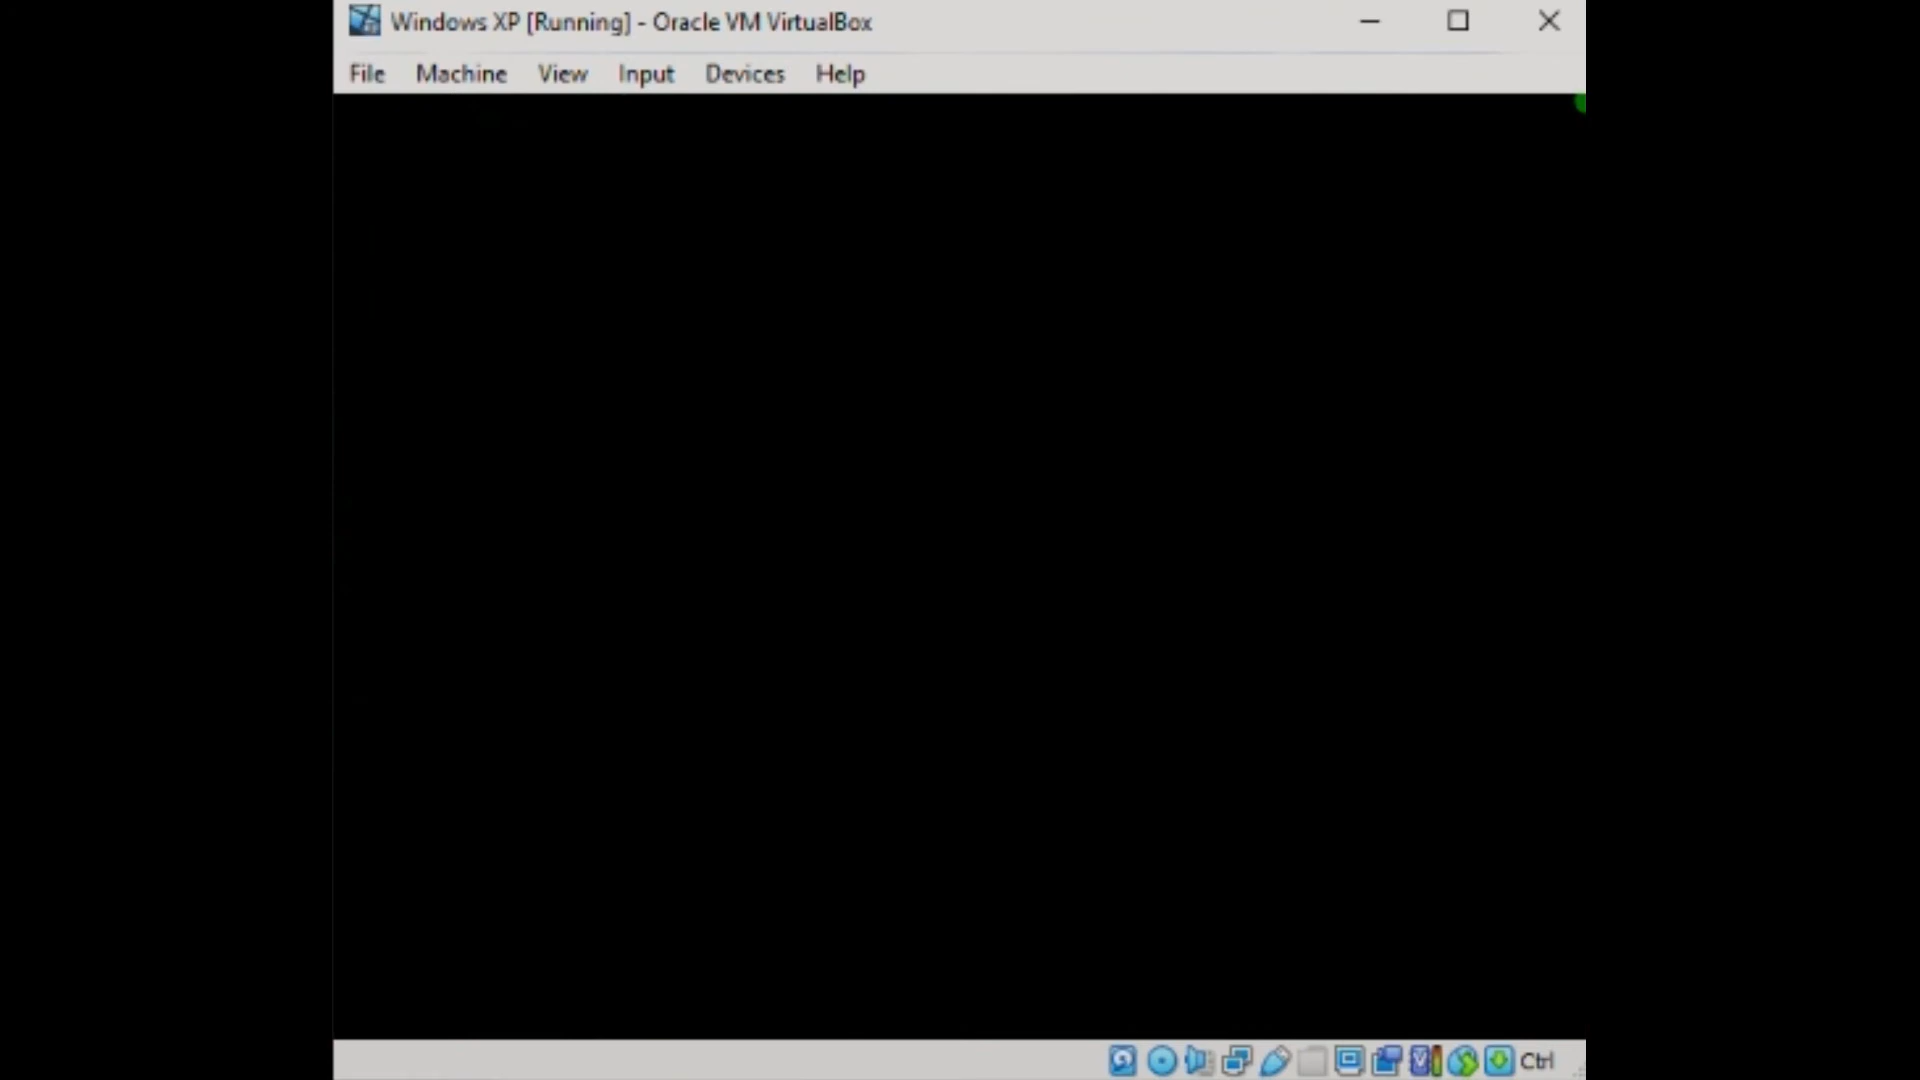 Windows XP [Running] - Oracle VM VirtualBox
File Machine View Input Devices Help
Ctrl